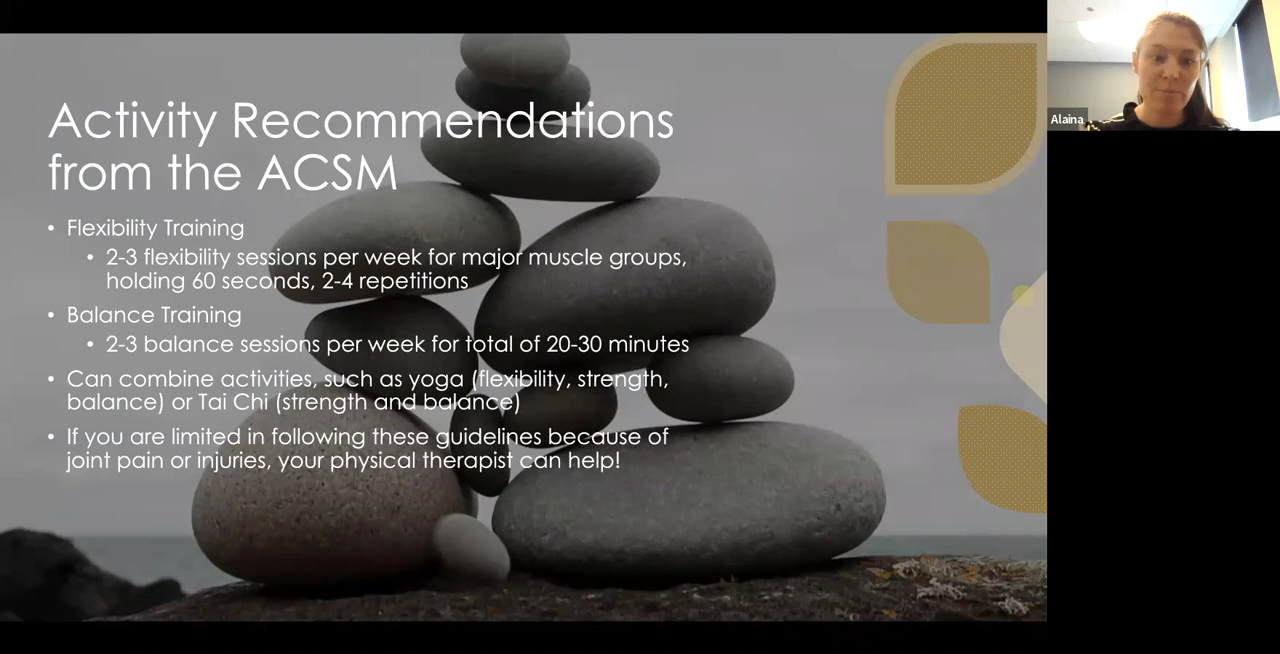 Activity Recommendations
from the ACSM
• Flexibility Training
• 2-3 flexibility sessions per week for major muscle groups,
holding 60 seconds, 2-4 repetitions
• Balance Training
• 2-3 balance sessions per week for total of 20-30 minutes
• Can combine activities, such as yoga (flexibility, strength,
balance) or Tai Chi (strength and balance)
• If you are limited in following these guidelines because of
joint pain or injuries, your physical therapist can help!
Alaina